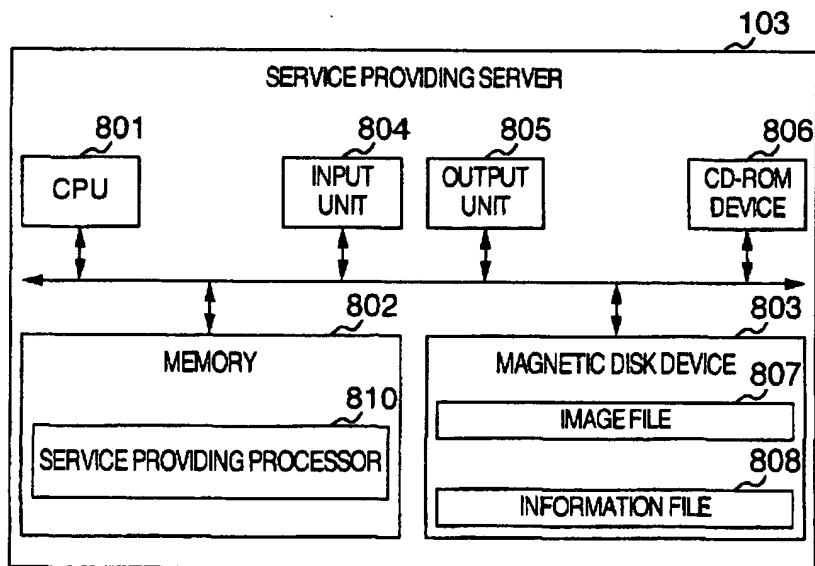 103
SERVICE PROVIDING SERVER
801
CPU
804
INPUT
UNIT
805
OUTPUT
UNIT
806
CD-ROM
DEVICE
802
MEMORY
810
SERVICE PROVIDING PROCESSOR
803
MAGNETIC DISK DEVICE
807
IMAGE FILE
808
INFORMATION FILE